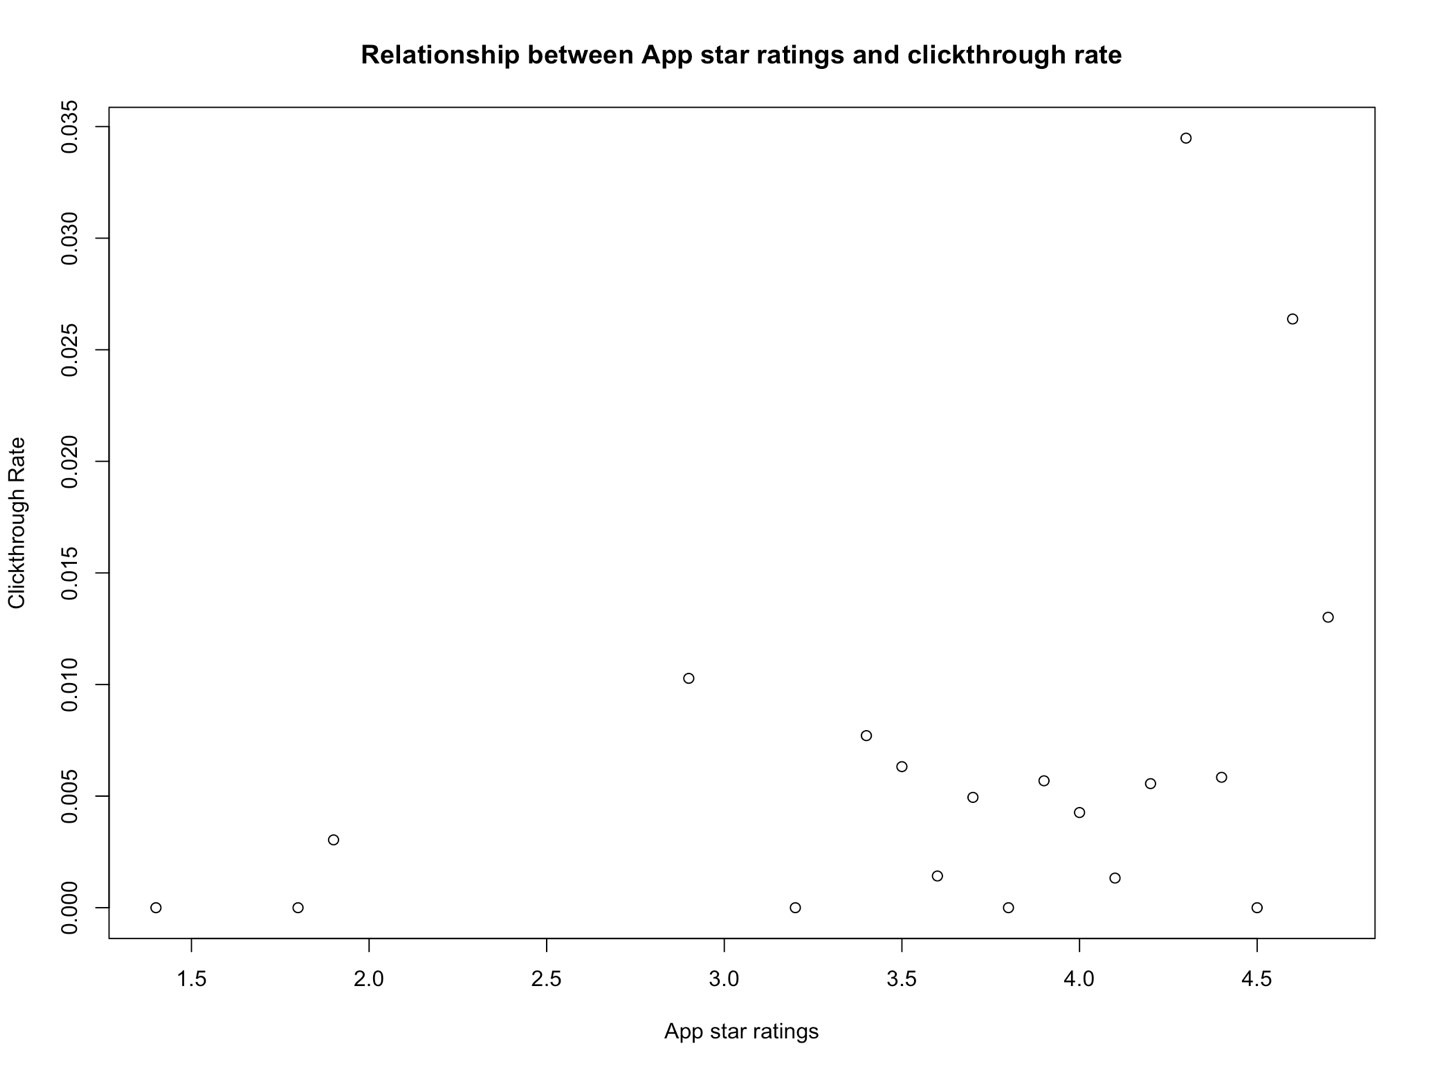 Relationship between App star ratings and clickthrough rate
Clickthrough Rate
0.035
0.030
0.025
0.020
0.015
0.010
0.005
0.000
1.5 2.0 2.5 3.0 3.5 4.0 4.5
App star ratings